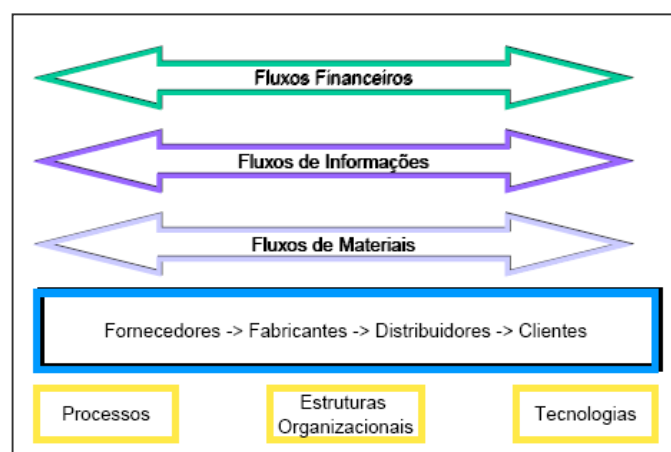 Fluxos Financeiros
Fluxos de Informações
Fluxos de Materiais
Fornecedores -> Fabricantes -> Distribuidores -> Clientes
Processos
Estruturas
Organizacionais
Tecnologias